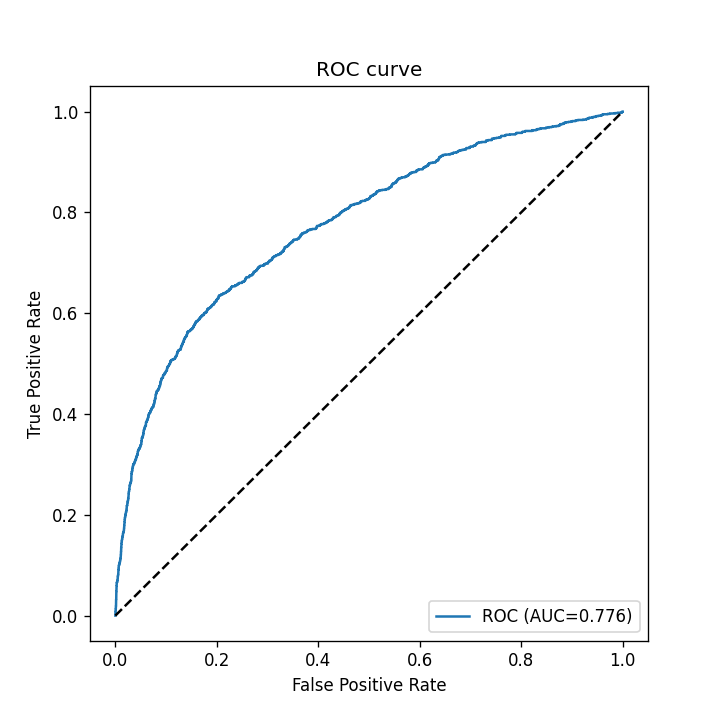 ROC curve
True Positive Rate
1.0
0.8
0.6
0.4
0.2
0.0
ROC (AUC=0.776)
0.0 0.2 0.4 0.6 0.8 1.0
False Positive Rate